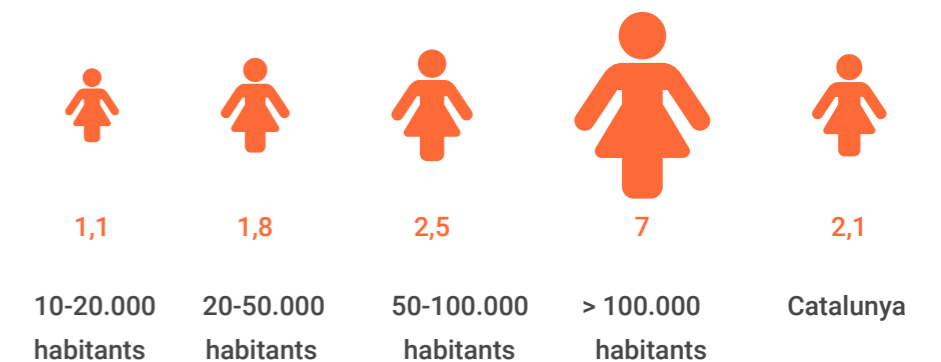 1,1 1,8 2,5 7 2,1
10-20.000 20-50.000 50-100.000 > 100.000 Catalunya
habitants habitants habitants habitants